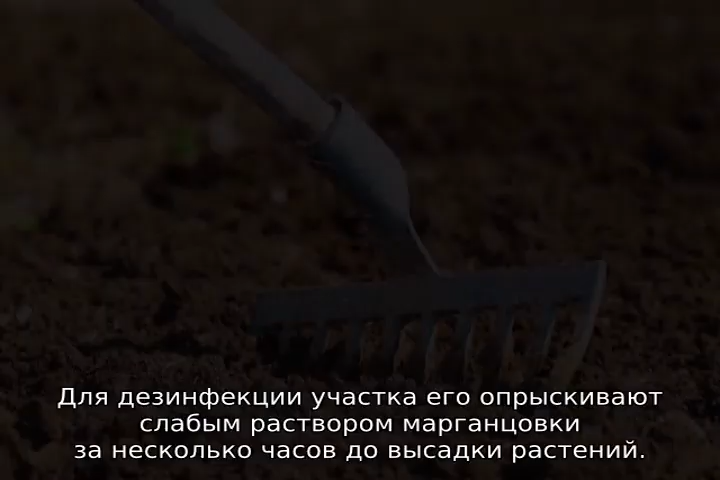 Для дезинфекции участка его опрыскивают
слабым раствором марганцовки
за несколько часов до высадки растений.